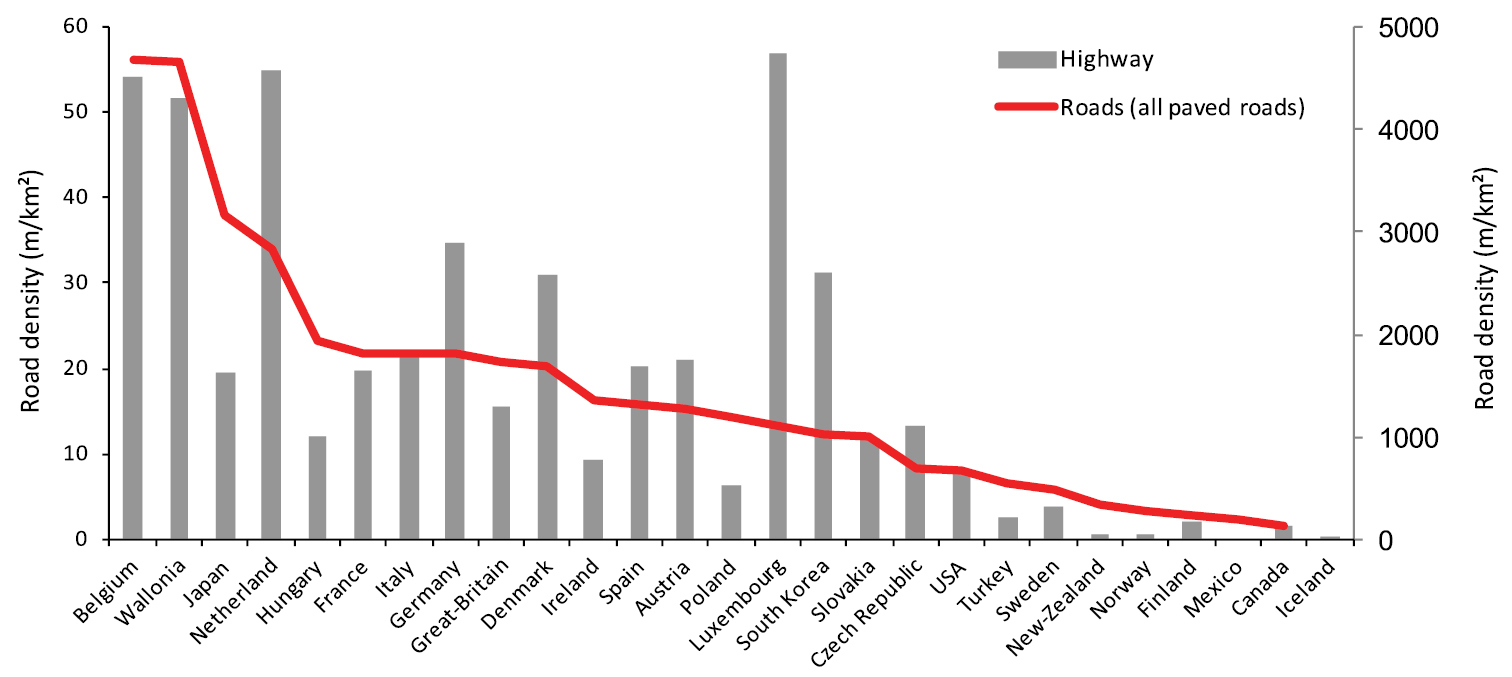 60
50
40
30
20
10
0
Road density (m/km²)
5000
4000
3000
2000
1000
0
Road density (m/km²)
Highway
Roads (all paved roads)
Belgium
Wallonia
Japan
Netherland
Hungary
France
Italy
Germany
Great-Britain
Denmark
Ireland
Spain
Austria
Poland
Luxembourg
South Korea
Slovakia
Czech Republic
USA
Turkey
Sweden
New-Zealand
Norway
Finland
Mexico
Canada
Iceland